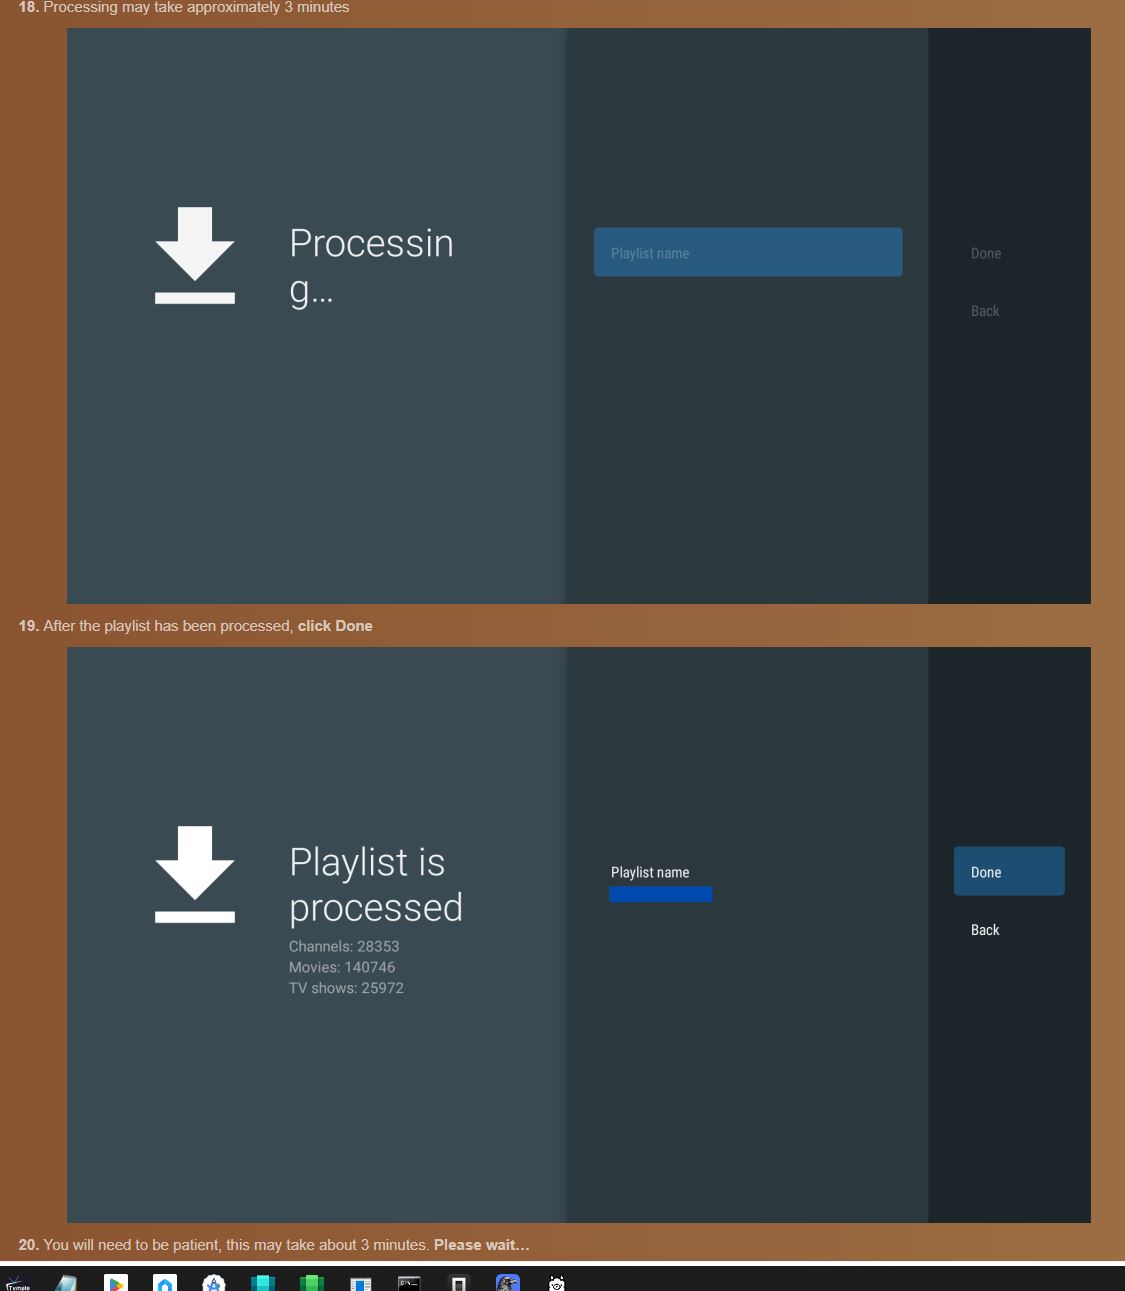 18. Processing may take approximately 3 minutes
Processin
g...
Playlist name
Done
Back
19. After the playlist has been processed, click Done
Playlist is
processed
Channels: 28353
Movies: 140746
TV shows: 25972
Playlist name
Done
Back
20. You will need to be patient, this may take about 3 minutes. Please wait...